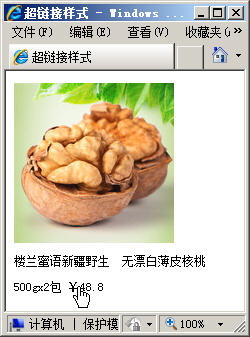 超链接样式 - Windows ...
文件(F) 编辑(E) 查看(V) 收藏夹(
超链接样式
楼兰蜜语新疆野生 无漂白薄皮核桃
500gx2包 ¥48.8
计算机 | 保护模
100%